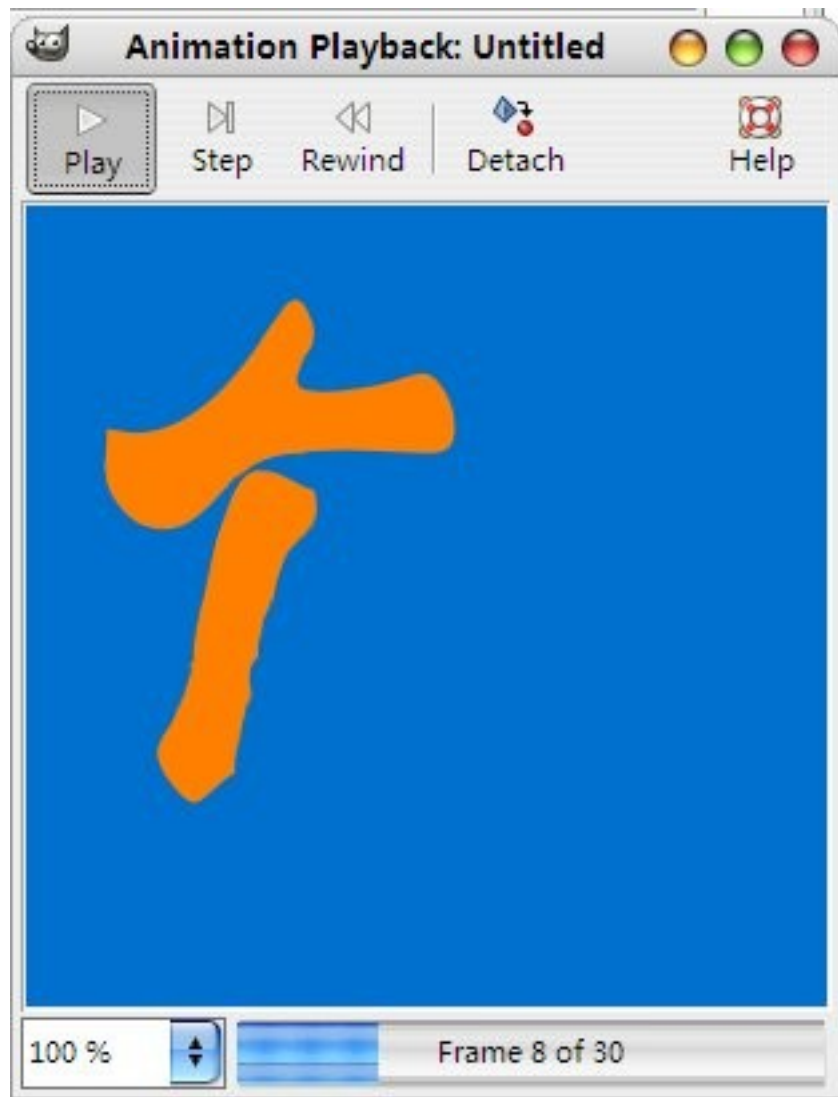 Animation Playback: Untitled
Play Step Rewind Detach Help
100 % Frame 8 of 30